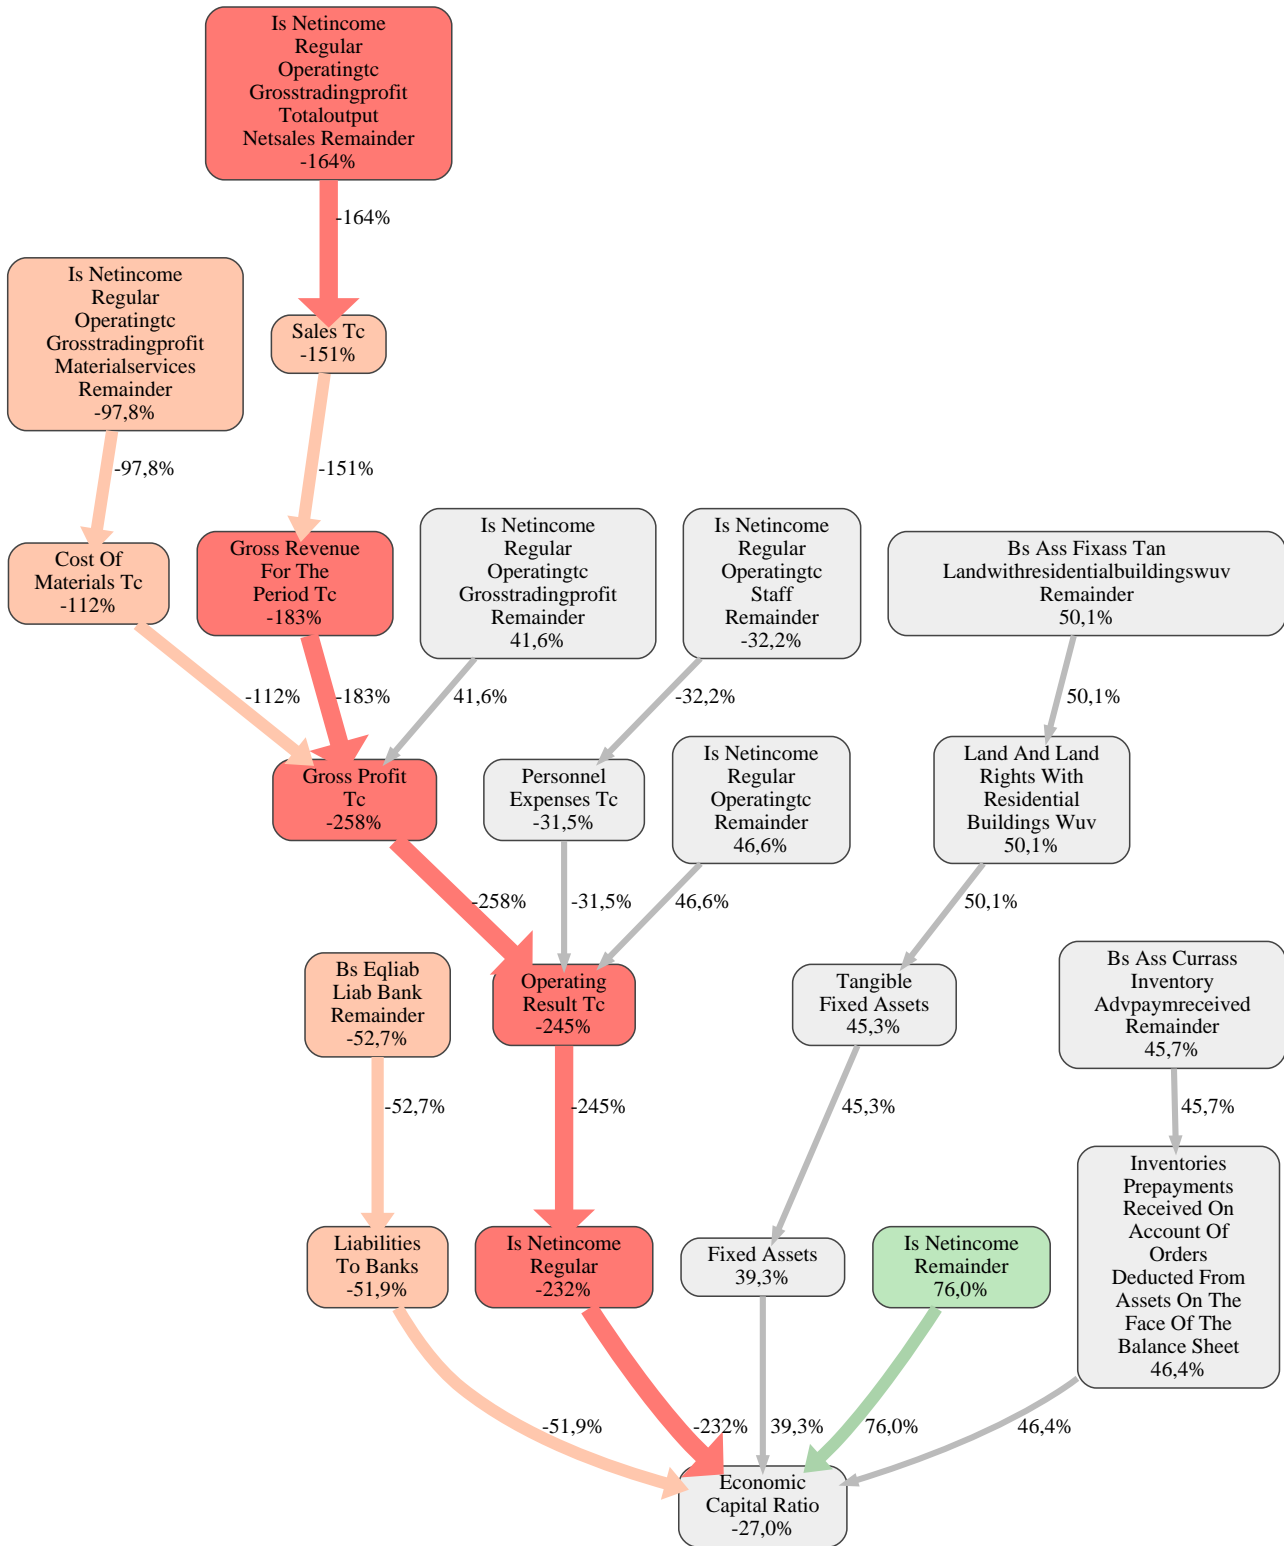 Is Netincome
Regular
Operatingtc
Grosstradingprofit
Totaloutput
Netsales Remainder
-164%
-164%
Is Netincome
Regular
Operatingtc
Grosstradingprofit
Materialservices
Remainder
-97,8%
Sales Tc
-151%
-97,8%
-151%
Cost Of
Materials Tc
-112%
Gross Revenue
For The
Period Tc
-183%
Is Netincome
Regular
Operatingtc
Grosstradingprofit
Remainder
41,6%
Is Netincome
Regular
Operatingtc
Staff
Remainder
-32,2%
Bs Ass Fixass Tan
Landwithresidentialbuildingswuv
Remainder
50,1%
-112%
-183%
41,6%
-32,2%
50,1%
Gross Profit
Tc
-258%
Personnel
Expenses Tc
-31,5%
Is Netincome
Regular
Operatingtc
Remainder
46,6%
Land And Land
Rights With
Residential
Buildings Wuv
50,1%
-258%
-31,5%
46,6%
50,1%
Bs Eqliab
Liab Bank
Remainder
-52,7%
Operating
Result Tc
-245%
Tangible
Fixed Assets
45,3%
Bs Ass Currass
Inventory
Advpaymreceived
Remainder
45,7%
-52,7%
-245%
45,3%
45,7%
Liabilities
To Banks
-51,9%
Is Netincome
Regular
-232%
Fixed Assets
39,3%
Is Netincome
Remainder
76,0%
Inventories
Prepayments
Received On
Account Of
Orders
Deducted From
Assets On The
Face Of The
Balance Sheet
46,4%
-51,9%
-232%
39,3%
76,0%
46,4%
Economic
Capital Ratio
-27,0%